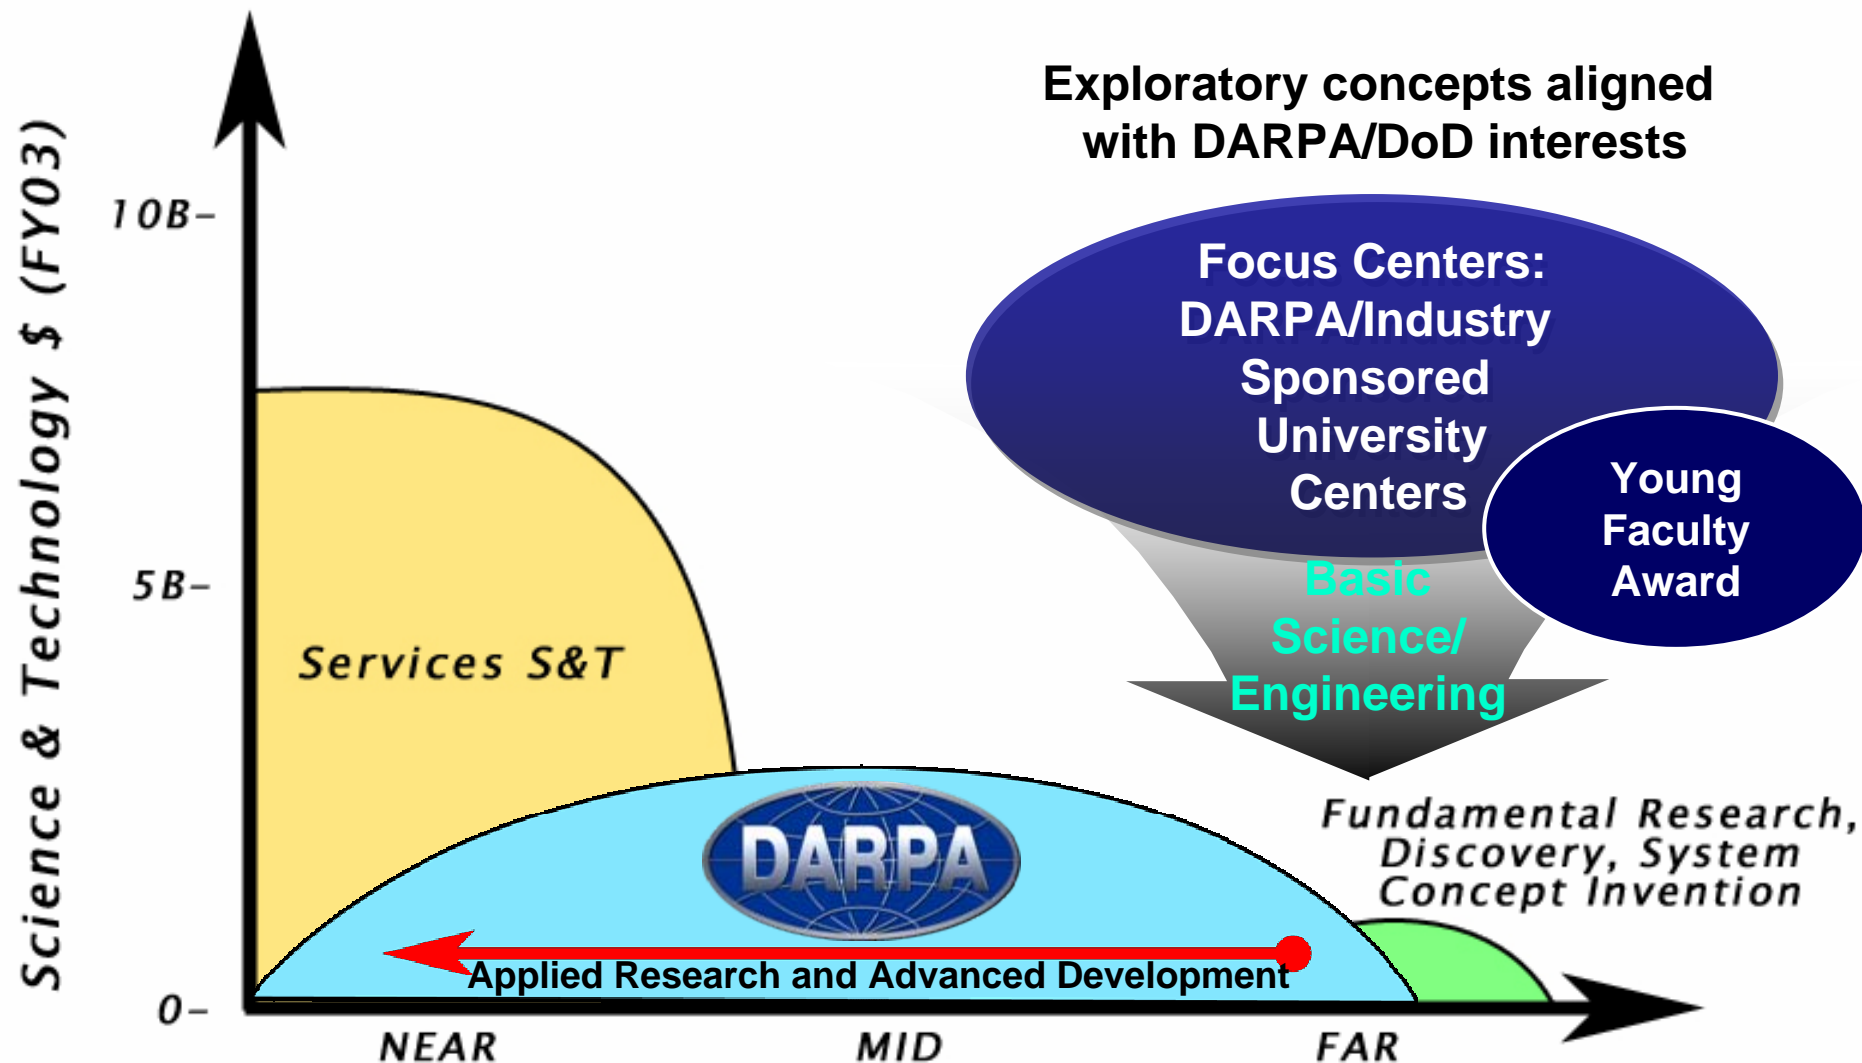 Exploratory concepts aligned
with DARPA/DoD interests
Science & Technology $ (FY03)
10B-
5B-
0-
Focus Centers:
DARPA/Industry
Sponsored
University
Centers
Young
Faculty
Award
Basic
Science/
Engineering
Services S&T
DARPA
Fundamental Research,
Discovery, System
Concept Invention
Applied Research and Advanced Development
NEAR
MID
FAR